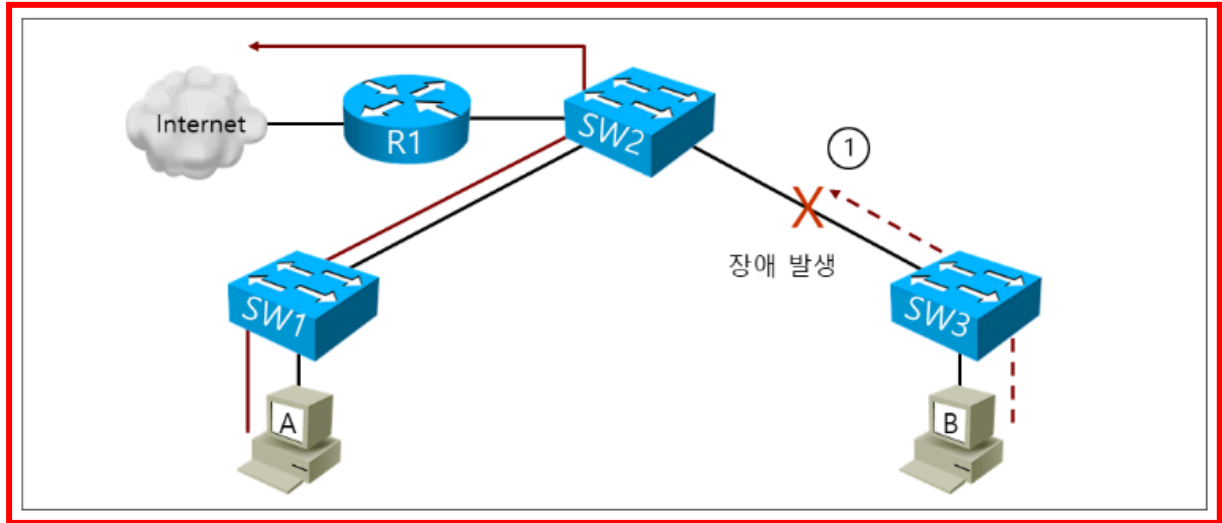 Internet
R1
SW2
①
장애 발생
SW1
SW3
A
B